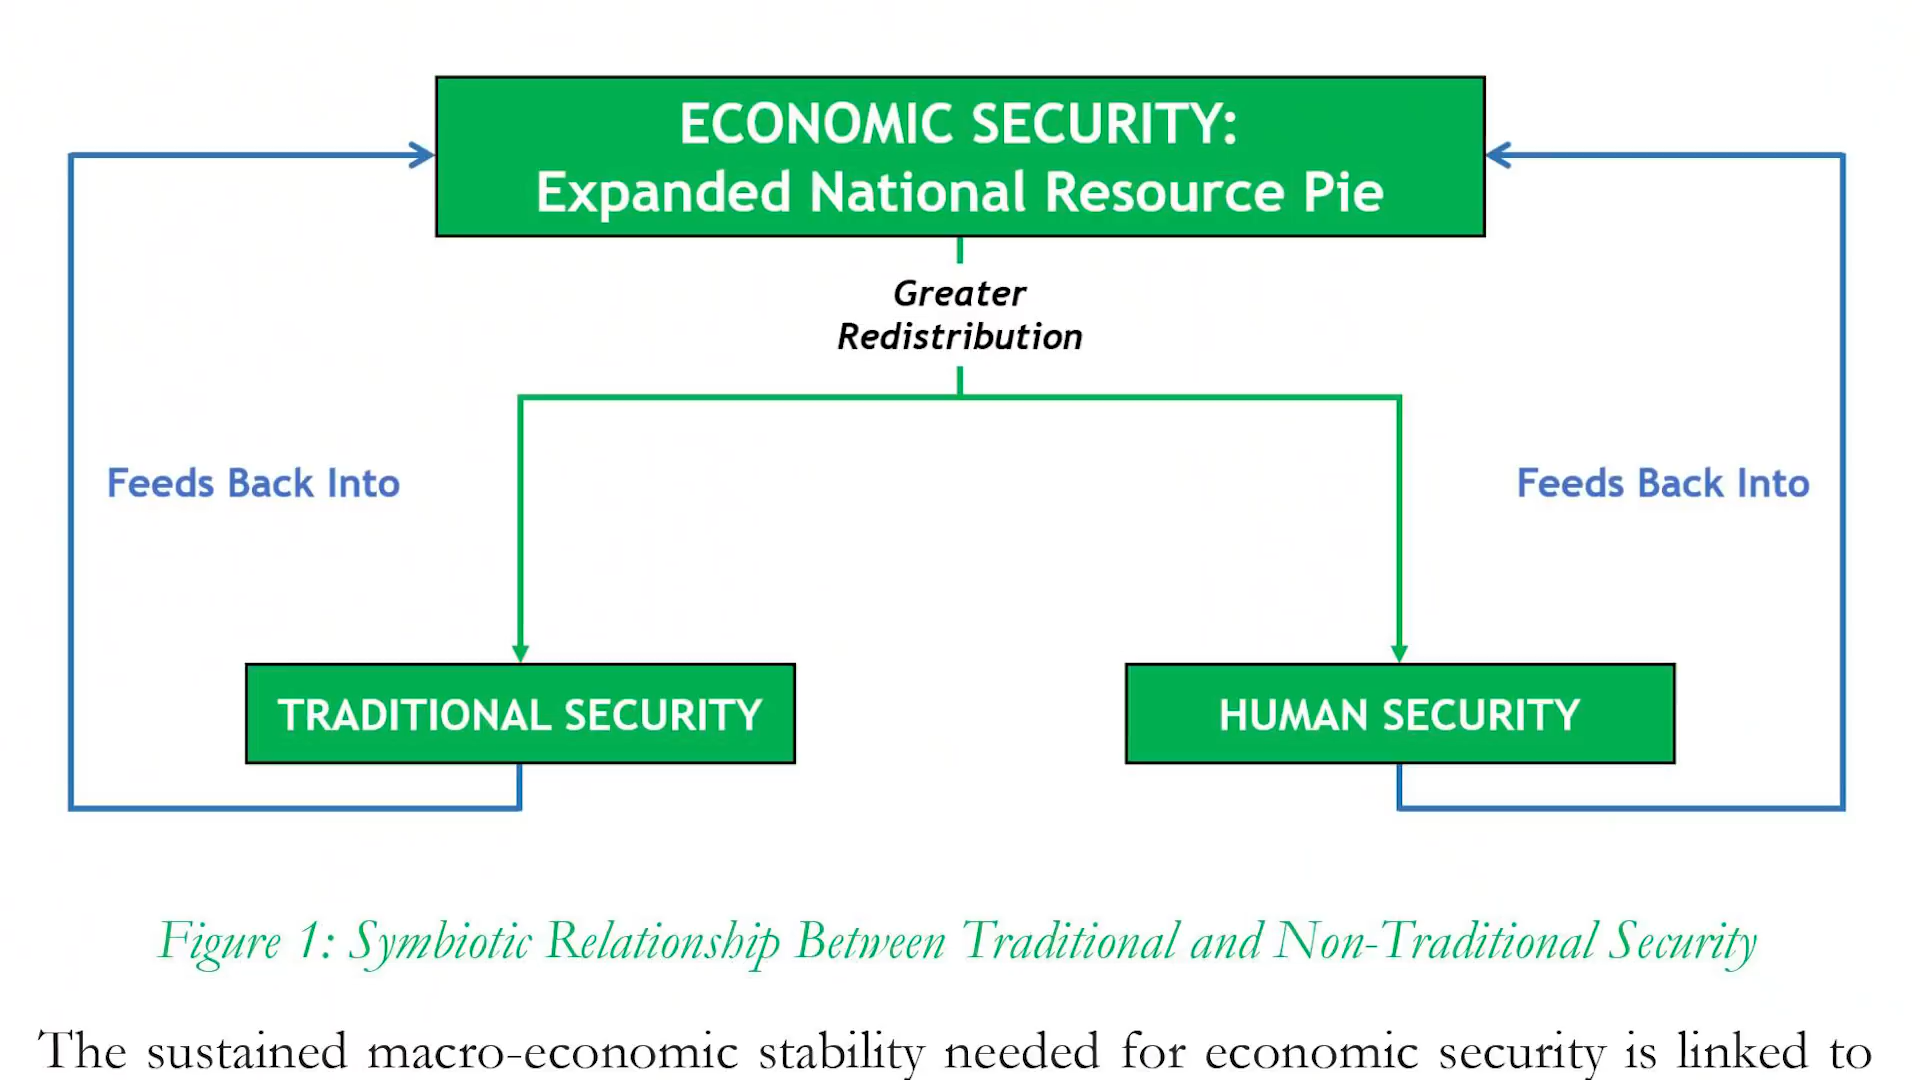 ECONOMIC SECURITY:
Expanded National Resource Pie
Greater
Redistribution
Feeds Back Into
Feeds Back Into
TRADITIONAL SECURITY
HUMAN SECURITY
Figure 1: Symbiotic Relationship Between Traditional and Non-Traditional Security
The sustained macro-economic stability needed for economic security is linked to